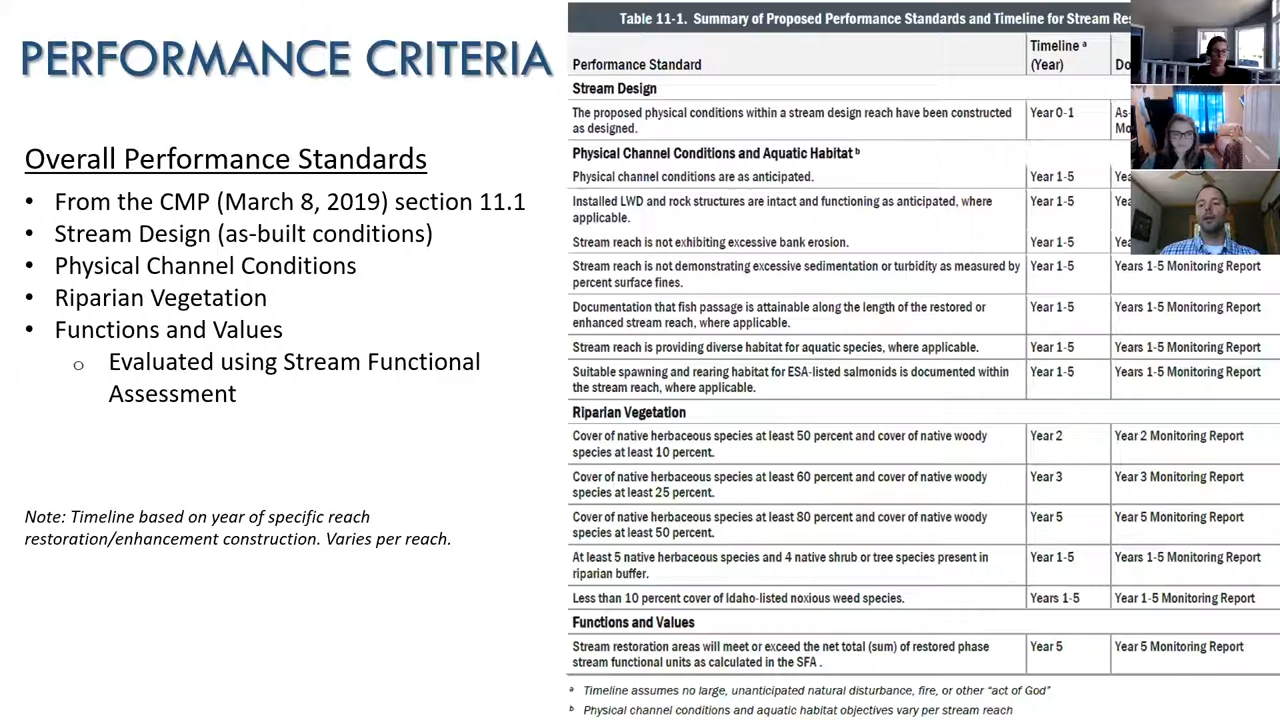 PERFORMANCE CRITERIA
Overall Performance Standards
• From the CMP (March 8, 2019) section 11.1
• Stream Design (as-built conditions)
• Physical Channel Conditions
• Riparian Vegetation
• Functions and Values
o Evaluated using Stream Functional
Assessment
Note: Timeline based on year of specific reach
restoration/enhancement construction. Varies per reach.
Table 11-1. Summary of Proposed Performance Standards and Timeline for Stream
Performance Standard
Timeline ᵃ
(Year)
Stream Design
The proposed physical conditions within a stream design reach have been constructed
as designed.
Year 0-1
Physical Channel Conditions and Aquatic Habitat ᵇ
Physical channel conditions are as anticipated.
Year 1-5
Installed LWD and rock structures are intact and functioning as anticipated, where
applicable.
Year 1-5
Stream reach is not exhibiting excessive bank erosion.
Year 1-5
Stream reach is not demonstrating excessive sedimentation or turbidity as measured by
percent surface fines.
Year 1-5
Years 1-5 Monitoring Report
Documentation that fish passage is attainable along the length of the restored or
enhanced stream reach, where applicable.
Year 1-5
Years 1-5 Monitoring Report
Stream reach is providing diverse habitat for aquatic species, where applicable.
Year 1-5
Years 1-5 Monitoring Report
Suitable spawning and rearing habitat for ESA-listed salmonids is documented within
the stream reach, where applicable.
Year 1-5
Years 1-5 Monitoring Report
Riparian Vegetation
Cover of native herbaceous species at least 50 percent and cover of native woody
species at least 10 percent.
Year 2
Year 2 Monitoring Report
Cover of native herbaceous species at least 60 percent and cover of native woody
species at least 25 percent.
Year 3
Year 3 Monitoring Report
Cover of native herbaceous species at least 80 percent and cover of native woody
species at least 50 percent.
Year 5
Year 5 Monitoring Report
At least 5 native herbaceous species and 4 native shrub or tree species present in
riparian buffer.
Year 1-5
Years 1-5 Monitoring Report
Less than 10 percent cover of Idaho-listed noxious weed species.
Years 1-5
Year 1-5 Monitoring Report
Functions and Values
Stream restoration areas will meet or exceed the net total (sum) of restored phase
stream functional units as calculated in the SFA .
Year 5
Year 5 Monitoring Report
ᵃ Timeline assumes no large, unanticipated natural disturbance, fire, or other “act of God”
ᵇ Physical channel conditions and aquatic habitat objectives vary per stream reach